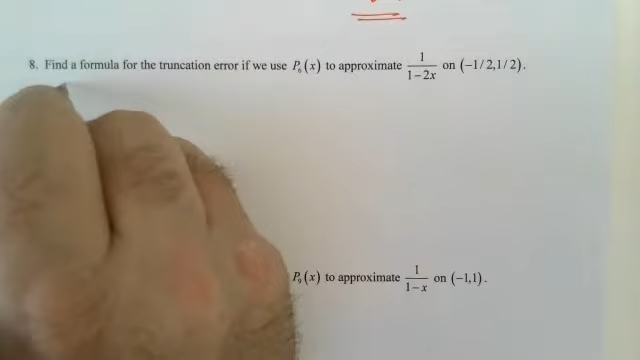 8. Find a formula for the truncation error if we use P₆(x) to approximate 1/(1−2x) on (−1/2,1/2).
P₉(x) to approximate 1/(1−x) on (−1,1).